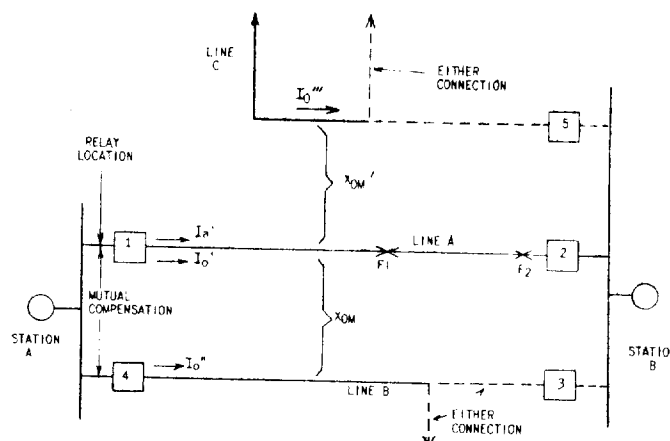 LINE
C
EITHER
CONNECTION
I₀'''
5
RELAY
LOCATION
X₀M'
1
Ia'
I₀'
LINE A
F1
F2
2
MUTUAL
COMPENSATION
X₀M
STATION
A
STATION
B
4
I₀''
LINE B
3
EITHER
CONNECTION